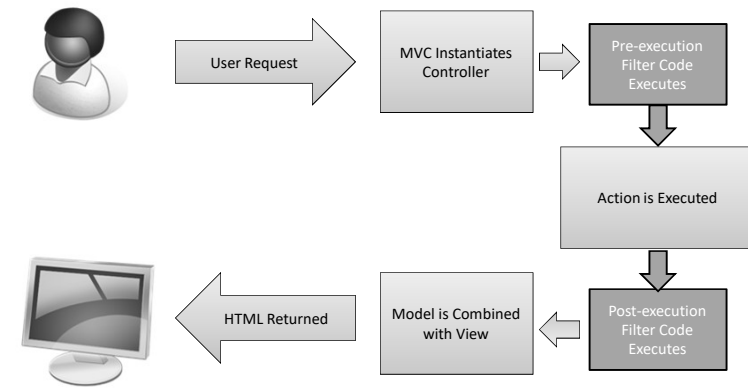 User Request
MVC Instantiates
Controller
Pre-execution
Filter Code
Executes
Action is Executed
Post-execution
Filter Code
Executes
Model is Combined
with View
HTML Returned